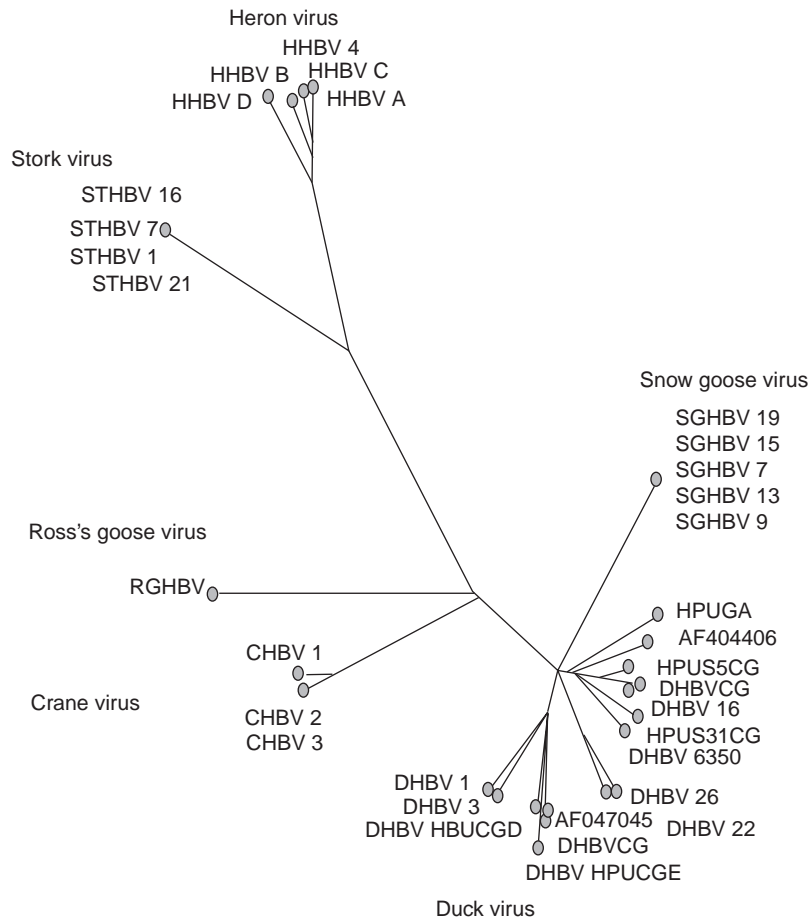 Heron virus
HHBV 4
HHBV C
HHBV B
HHBV D
HHBV A
Stork virus
STHBV 16
STHBV 7
STHBV 1
STHBV 21
Snow goose virus
SGHBV 19
SGHBV 15
SGHBV 7
SGHBV 13
SGHBV 9
Ross's goose virus
RGHBV
HPUGA
AF404406
CHBV 1
HPUS5CG
DHBVCG
Crane virus
DHBV 16
CHBV 2
HPUS31CG
CHBV 3
DHBV 6350
DHBV 1
DHBV 26
DHBV 3
DHBV HBUCGD
AF047045
DHBV 22
DHBVCG
DHBV HPUCGE
Duck virus